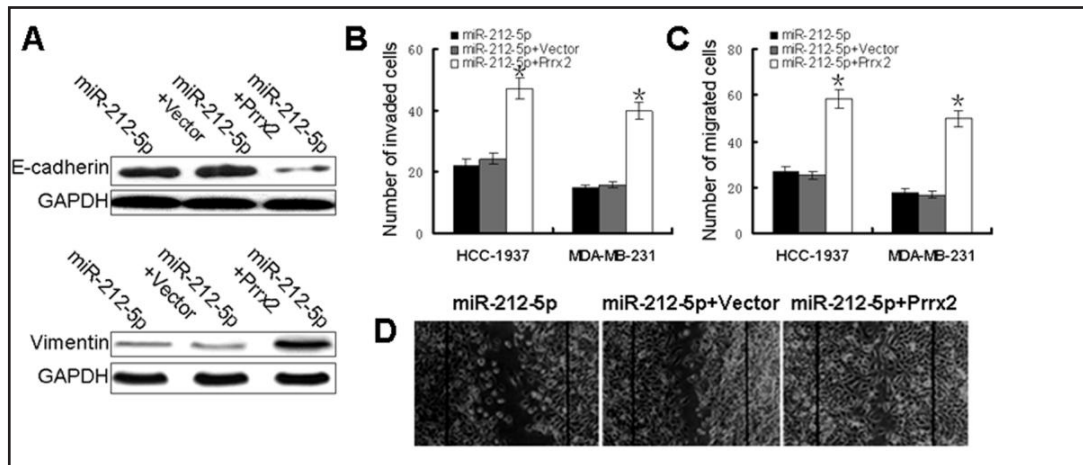 A
miR-212-5p
miR-212-5p
+Vector
miR-212-5p
+Prrx2
E-cadherin
GAPDH
miR-212-5p
miR-212-5p
+Vector
miR-212-5p
+Prrx2
Vimentin
GAPDH
B
miR-212-5p
miR-212-5p+Vector
miR-212-5p+Prrx2
Number of invaded cells
60
40
20
0
*
*
HCC-1937
MDA-MB-231
C
miR-212-5p
miR-212-5p+Vector
miR-212-5p+Prrx2
Number of migrated cells
80
60
40
20
0
*
*
HCC-1937
MDA-MB-231
D
miR-212-5p
miR-212-5p+Vector
miR-212-5p+Prrx2